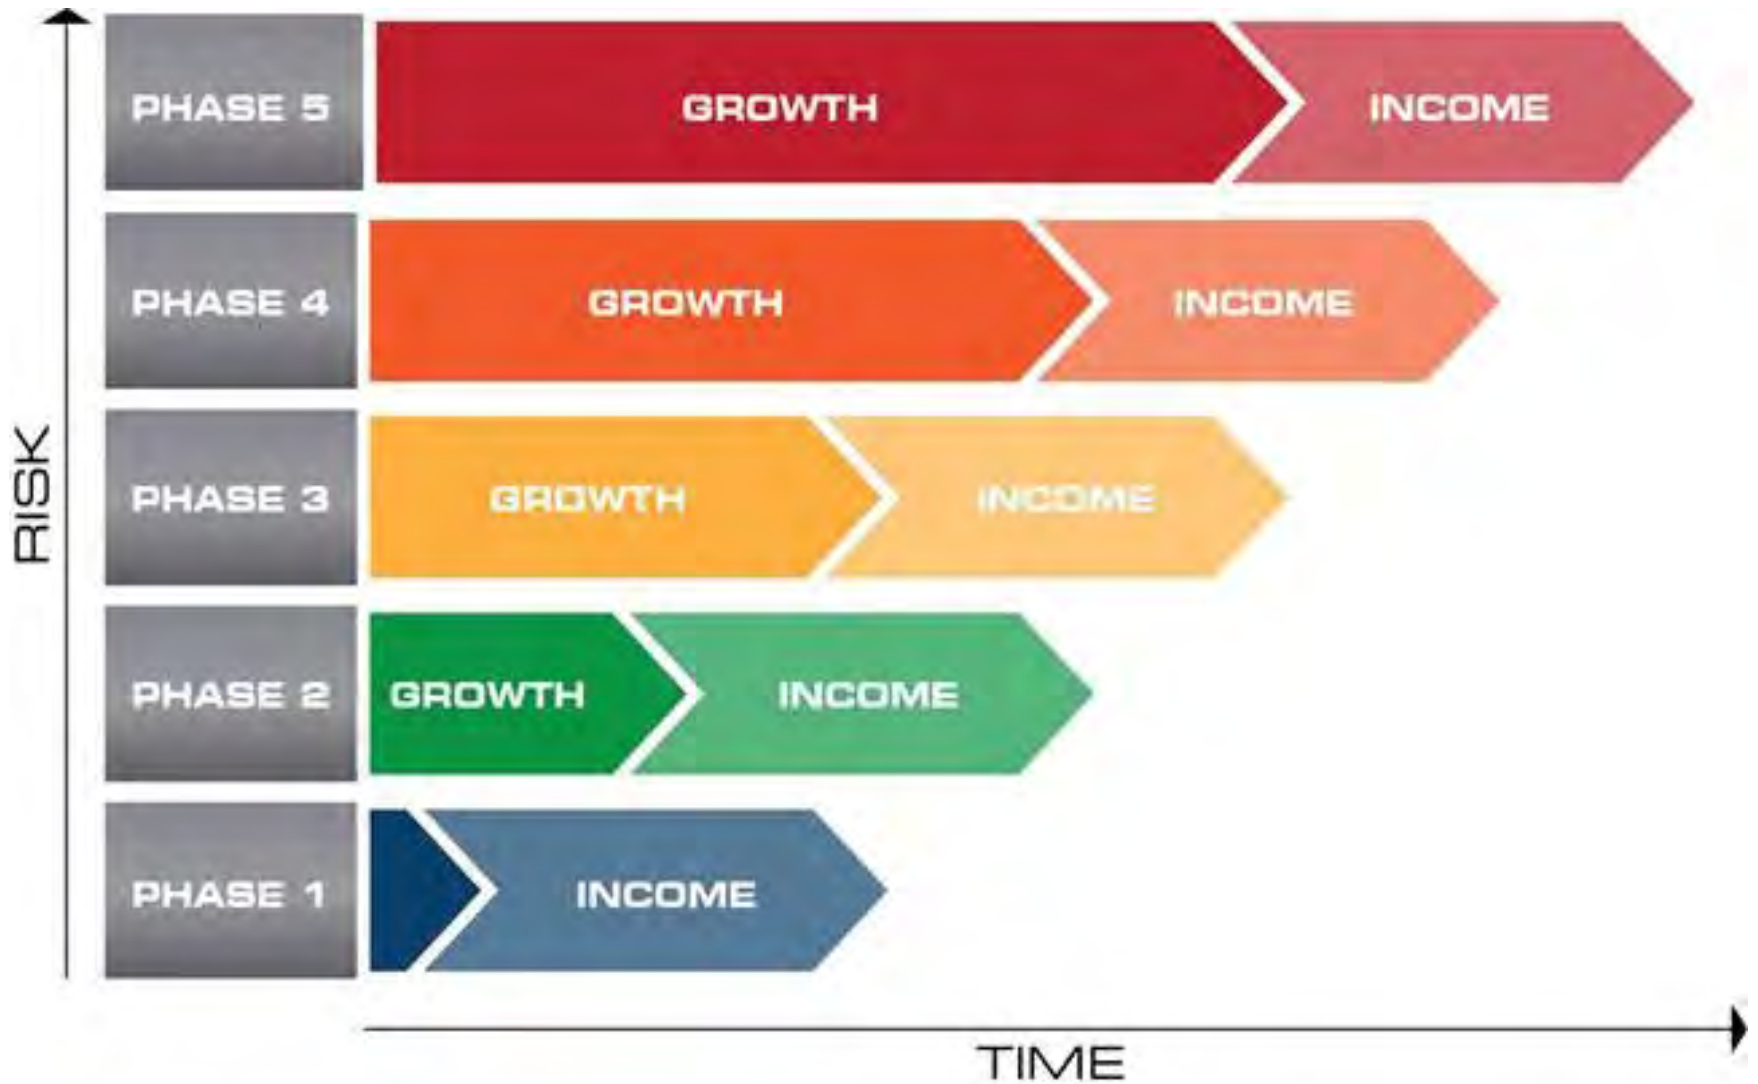 PHASE 5 GROWTH INCOME
PHASE 4 GROWTH INCOME
RISK
PHASE 3 GROWTH INCOME
PHASE 2 GROWTH INCOME
PHASE 1 INCOME
TIME